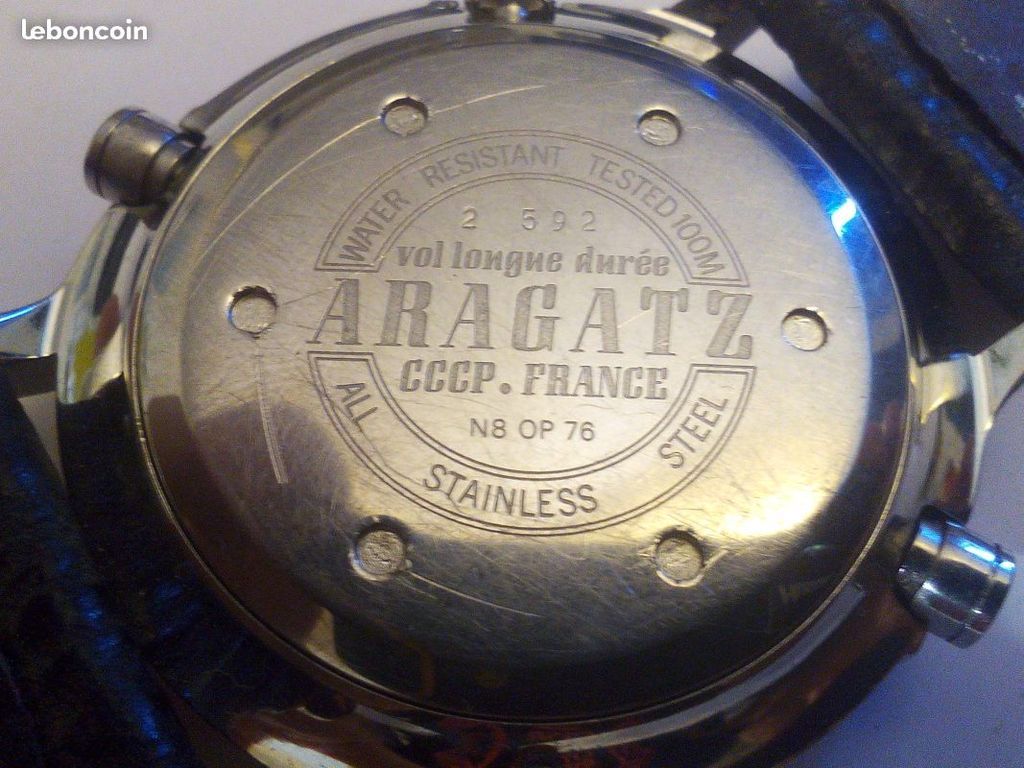 leboncoin
WATER RESISTANT TESTED 100M
2 592
vol longue durée
ARAGATZ
CCCP. FRANCE
N8 OP 76
ALL STAINLESS STEEL